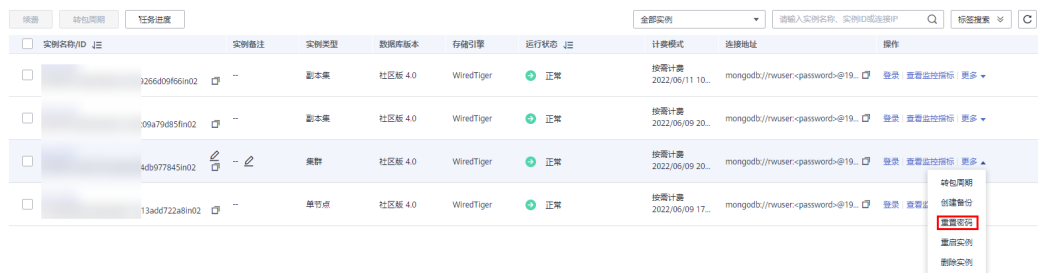 续费 转包周期 任务进度 全部实例 请输入实例名称、实例ID或连接IP 标签搜索 C
实例名称/ID 实例备注 实例类型 数据库版本 存储引擎 运行状态 计费模式 连接地址 操作
9266d09f66in02 -- 副本集 社区版 4.0 WiredTiger 正常 按需计费 mongodb://rwuser:<password>@19... 登录 查看监控指标 更多
2022/06/11 10...
09a79d85fin02 -- 副本集 社区版 4.0 WiredTiger 正常 按需计费 mongodb://rwuser:<password>@19... 登录 查看监控指标 更多
2022/06/09 20...
4db977845in02 -- 集群 社区版 4.0 WiredTiger 正常 按需计费 mongodb://rwuser:<password>@19... 登录 查看监控指标 更多
2022/06/09 20...
13add722a8in02 -- 单节点 社区版 4.0 WiredTiger 正常 按需计费 mongodb://rwuser:<password>@19... 登录 查看监
2022/06/09 17...
转包周期
创建备份
重置密码
重启实例
删除实例